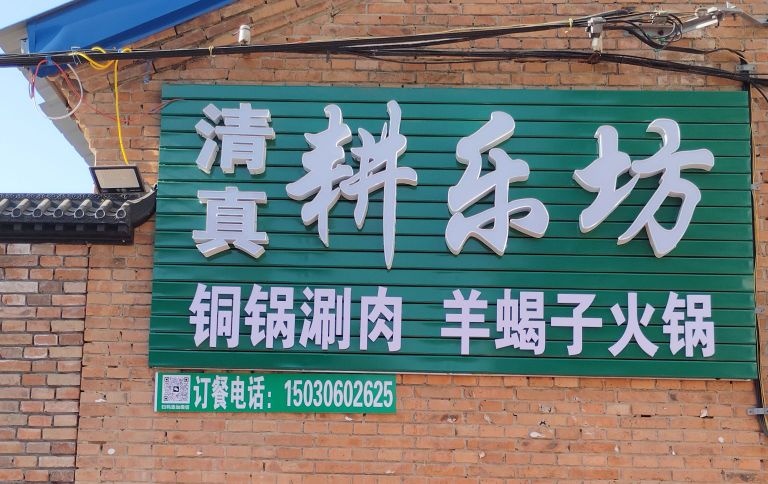 清真 耕乐坊
铜锅涮肉 羊蝎子火锅
订餐电话：15030602625